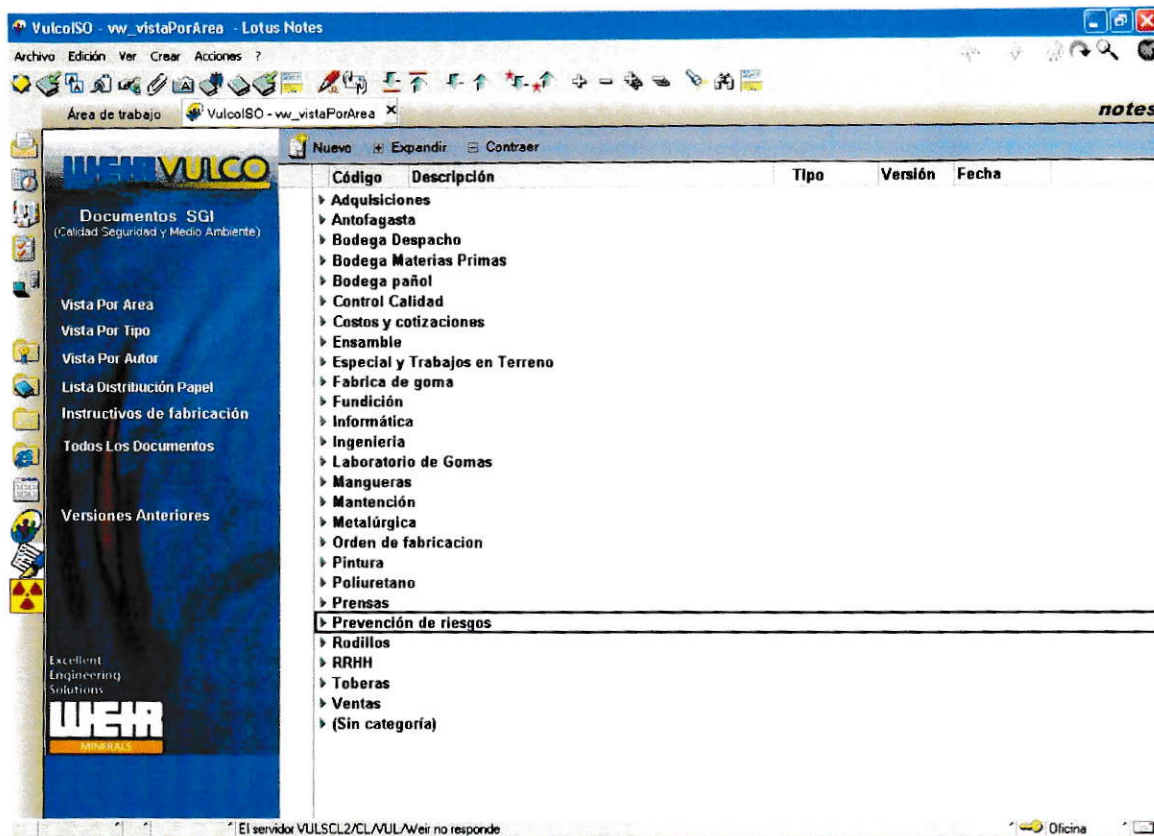 VulcoISO - vw_vistaPorArea - Lotus Notes
Archivo Edición Ver Crear Acciones ?
Área de trabajo VulcoISO - vw_vistaPorArea
notes
Nuevo Expandir Contraer
WEIR VULCO
Código Descripción Tipo Versión Fecha
Documentos SGI
(Calidad Seguridad y Medio Ambiente)
Vista Por Area
Vista Por Tipo
Vista Por Autor
Lista Distribución Papel
Instructivos de fabricación
Todos Los Documentos
Versiones Anteriores
Excellent
Engineering
Solutions
WEIR
MINERALS
Adquisiciones
Antofagasta
Bodega Despacho
Bodega Materias Primas
Bodega pañol
Control Calidad
Costos y cotizaciones
Ensamble
Especial y Trabajos en Terreno
Fabrica de goma
Fundición
Informática
Ingenieria
Laboratorio de Gomas
Mangueras
Mantención
Metalúrgica
Orden de fabricacion
Pintura
Poliuretano
Prensas
Prevención de riesgos
Rodillos
RRHH
Toberas
Ventas
(Sin categoría)
El servidor VULSCL2/CL/VUL/Weir no responde
Oficina